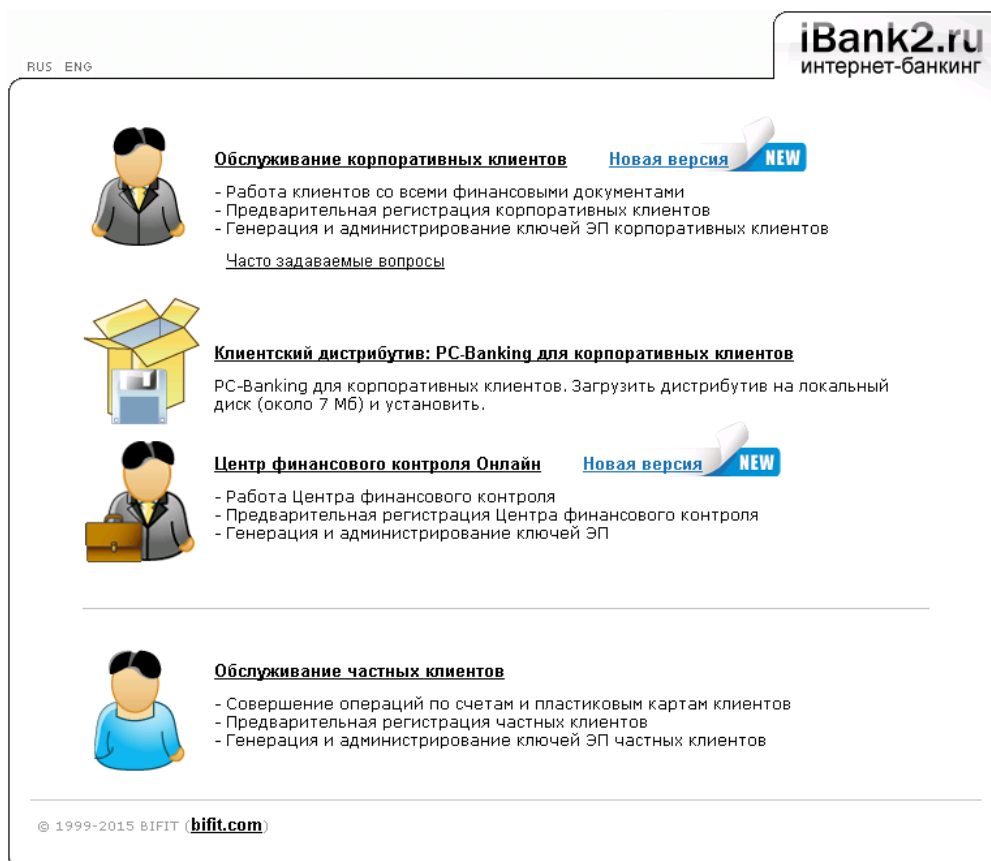 iBank2.ru
интернет-банкинг
RUS ENG
Обслуживание корпоративных клиентов Новая версия NEW
- Работа клиентов со всеми финансовыми документами
- Предварительная регистрация корпоративных клиентов
- Генерация и администрирование ключей ЭП корпоративных клиентов
Часто задаваемые вопросы
Клиентский дистрибутив: PC-Banking для корпоративных клиентов
PC-Banking для корпоративных клиентов. Загрузить дистрибутив на локальный
диск (около 7 Мб) и установить.
Центр финансового контроля Онлайн Новая версия NEW
- Работа Центра финансового контроля
- Предварительная регистрация Центра финансового контроля
- Генерация и администрирование ключей ЭП
Обслуживание частных клиентов
- Совершение операций по счетам и пластиковым картам клиентов
- Предварительная регистрация частных клиентов
- Генерация и администрирование ключей ЭП частных клиентов
© 1999-2015 BIFIT (bifit.com)